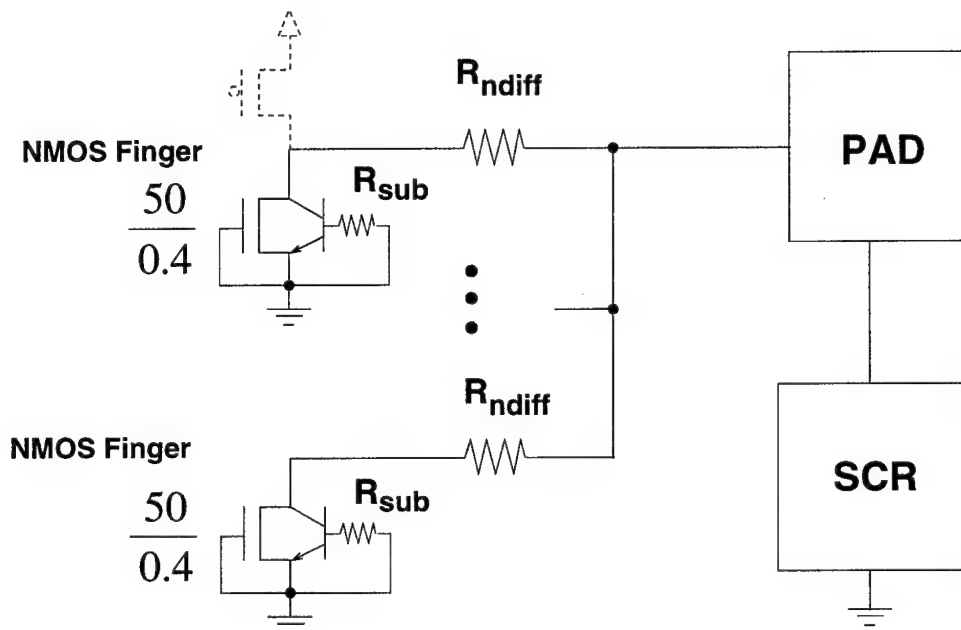 R_ndiff
PAD
NMOS Finger
50
0.4
R_sub
R_ndiff
NMOS Finger
50
0.4
R_sub
SCR